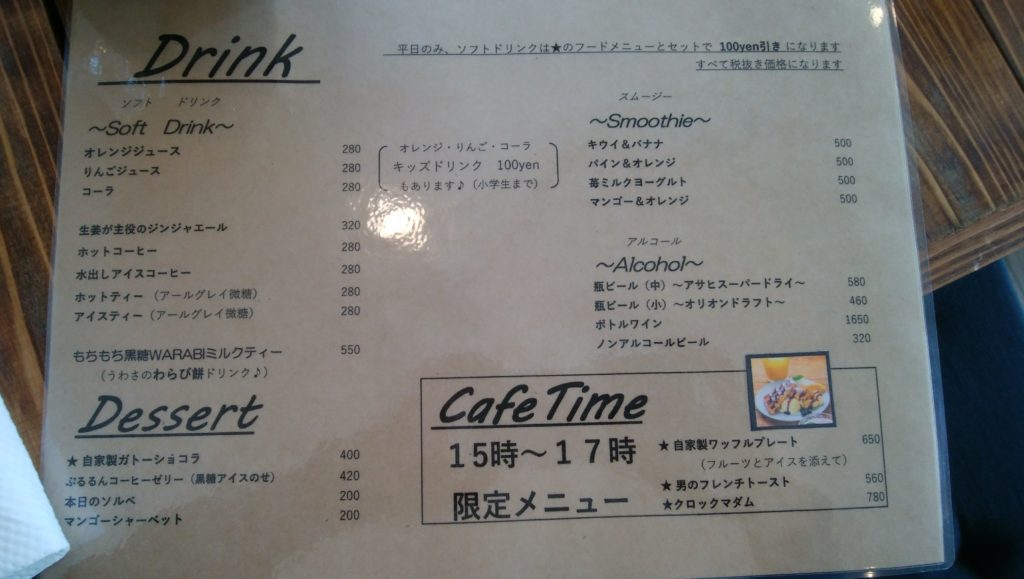 Drink
平日のみ、ソフトドリンクは★のフードメニューとセットで 100yen引き になります
すべて税抜き価格になります
ソフト ドリンク
～Soft Drink～
オレンジジュース 280
りんごジュース 280
コーラ 280
オレンジ・りんご・コーラ
キッズドリンク 100yen
もあります♪（小学生まで）
生姜が主役のジンジャエール 320
ホットコーヒー 280
水出しアイスコーヒー 280
ホットティー（アールグレイ微糖） 280
アイスティー（アールグレイ微糖） 280
もちもち黒糖WARABIミルクティー 550
（うわさのわらび餅ドリンク♪）
スムージー
～Smoothie～
キウイ＆バナナ 500
パイン＆オレンジ 500
苺ミルクヨーグルト 500
マンゴー＆オレンジ 500
アルコール
～Alcohol～
瓶ビール（中）～アサヒスーパードライ～ 580
瓶ビール（小）～オリオンドラフト～ 460
ボトルワイン 1650
ノンアルコールビール 320
Dessert
★ 自家製ガトーショコラ 400
ぷるるんコーヒーゼリー（黒糖アイスのせ） 420
本日のソルベ 200
マンゴーシャーベット 200
Cafe Time
15時～17時
限定メニュー
★ 自家製ワッフルプレート 650
（フルーツとアイスを添えて）
★ 男のフレンチトースト 560
★クロックマダム 780